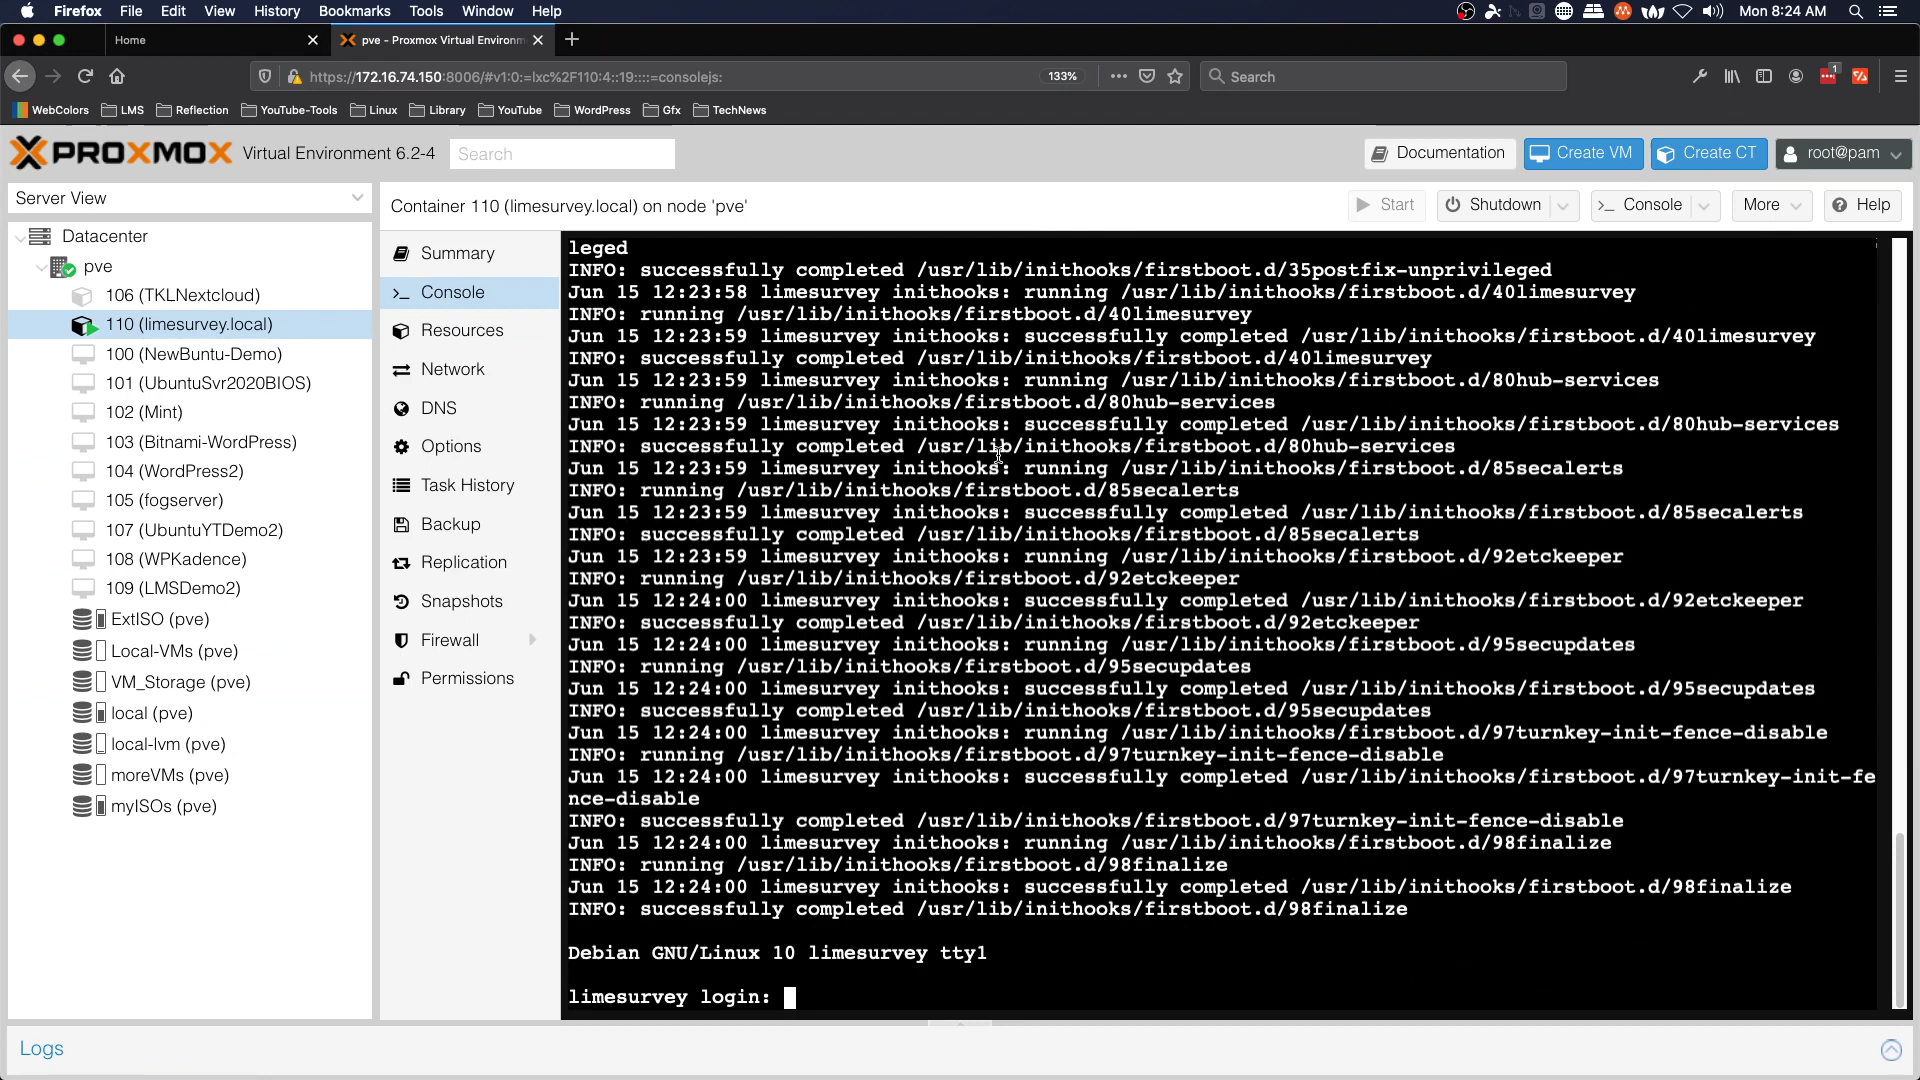 Firefox File Edit View History Bookmarks Tools Window Help
Mon 8:24 AM
Home
pve - Proxmox Virtual Environm
https://172.16.74.150:8006/#v1:0:=lxc%2F110:4::19::::=consolejs:
133%
Search
1
WebColors LMS Reflection YouTube-Tools Linux Library YouTube WordPress Gfx TechNews
PROXMOX Virtual Environment 6.2-4
Search
Documentation
Create VM
Create CT
root@pam
Server View
Datacenter
pve
106 (TKLNextcloud)
110 (limesurvey.local)
100 (NewBuntu-Demo)
101 (UbuntuSvr2020BIOS)
102 (Mint)
103 (Bitnami-WordPress)
104 (WordPress2)
105 (fogserver)
107 (UbuntuYTDemo2)
108 (WPKadence)
109 (LMSDemo2)
ExtISO (pve)
Local-VMs (pve)
VM_Storage (pve)
local (pve)
local-lvm (pve)
moreVMs (pve)
myISOs (pve)
Container 110 (limesurvey.local) on node 'pve'
Start
Shutdown
Console
More
Help
Summary
Console
Resources
Network
DNS
Options
Task History
Backup
Replication
Snapshots
Firewall
Permissions
leged
INFO: successfully completed /usr/lib/inithooks/firstboot.d/35postfix-unprivileged
Jun 15 12:23:58 limesurvey inithooks: running /usr/lib/inithooks/firstboot.d/40limesurvey
INFO: running /usr/lib/inithooks/firstboot.d/40limesurvey
Jun 15 12:23:59 limesurvey inithooks: successfully completed /usr/lib/inithooks/firstboot.d/40limesurvey
INFO: successfully completed /usr/lib/inithooks/firstboot.d/40limesurvey
Jun 15 12:23:59 limesurvey inithooks: running /usr/lib/inithooks/firstboot.d/80hub-services
INFO: running /usr/lib/inithooks/firstboot.d/80hub-services
Jun 15 12:23:59 limesurvey inithooks: successfully completed /usr/lib/inithooks/firstboot.d/80hub-services
INFO: successfully completed /usr/lib/inithooks/firstboot.d/80hub-services
Jun 15 12:23:59 limesurvey inithooks: running /usr/lib/inithooks/firstboot.d/85secalerts
INFO: running /usr/lib/inithooks/firstboot.d/85secalerts
Jun 15 12:23:59 limesurvey inithooks: successfully completed /usr/lib/inithooks/firstboot.d/85secalerts
INFO: successfully completed /usr/lib/inithooks/firstboot.d/85secalerts
Jun 15 12:23:59 limesurvey inithooks: running /usr/lib/inithooks/firstboot.d/92etckeeper
INFO: running /usr/lib/inithooks/firstboot.d/92etckeeper
Jun 15 12:24:00 limesurvey inithooks: successfully completed /usr/lib/inithooks/firstboot.d/92etckeeper
INFO: successfully completed /usr/lib/inithooks/firstboot.d/92etckeeper
Jun 15 12:24:00 limesurvey inithooks: running /usr/lib/inithooks/firstboot.d/95secupdates
INFO: running /usr/lib/inithooks/firstboot.d/95secupdates
Jun 15 12:24:00 limesurvey inithooks: successfully completed /usr/lib/inithooks/firstboot.d/95secupdates
INFO: successfully completed /usr/lib/inithooks/firstboot.d/95secupdates
Jun 15 12:24:00 limesurvey inithooks: running /usr/lib/inithooks/firstboot.d/97turnkey-init-fence-disable
INFO: running /usr/lib/inithooks/firstboot.d/97turnkey-init-fence-disable
Jun 15 12:24:00 limesurvey inithooks: successfully completed /usr/lib/inithooks/firstboot.d/97turnkey-init-fe
nce-disable
INFO: successfully completed /usr/lib/inithooks/firstboot.d/97turnkey-init-fence-disable
Jun 15 12:24:00 limesurvey inithooks: running /usr/lib/inithooks/firstboot.d/98finalize
INFO: running /usr/lib/inithooks/firstboot.d/98finalize
Jun 15 12:24:00 limesurvey inithooks: successfully completed /usr/lib/inithooks/firstboot.d/98finalize
INFO: successfully completed /usr/lib/inithooks/firstboot.d/98finalize
Debian GNU/Linux 10 limesurvey tty1
limesurvey login:
Logs